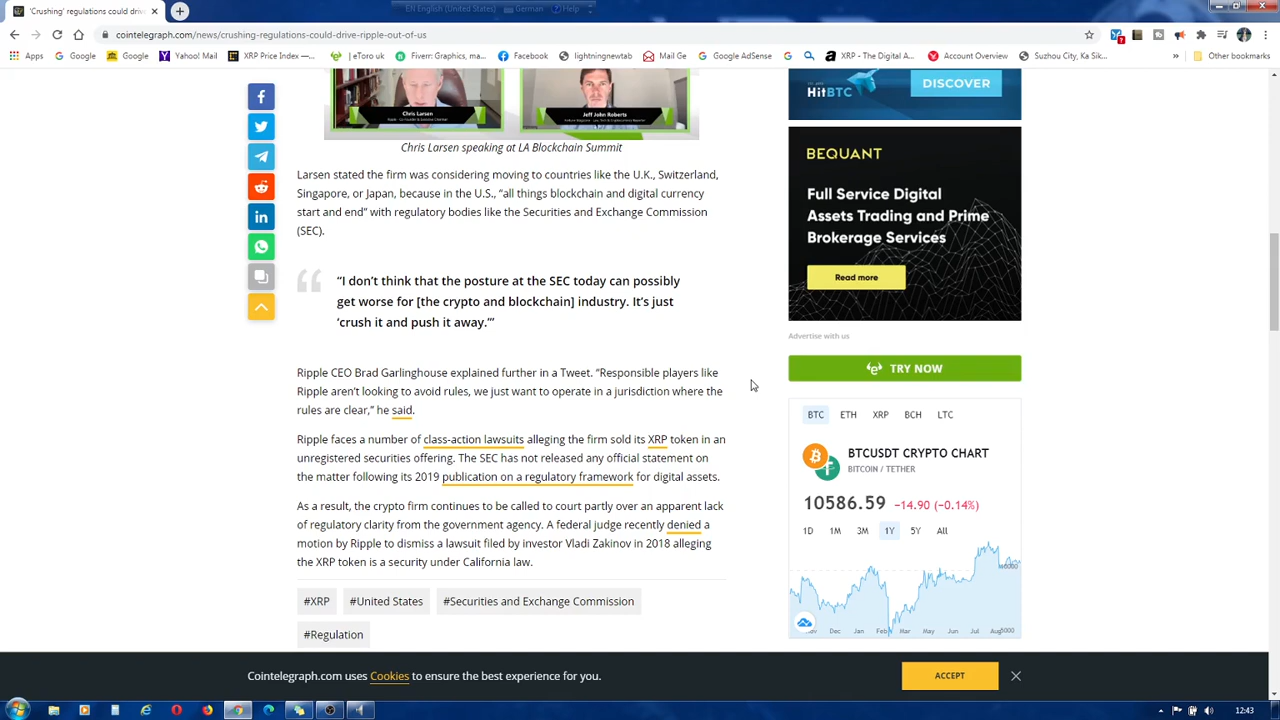 'Crushing' regulations could driv
EN English (United States) German Help
cointelegraph.com/news/crushing-regulations-could-drive-ripple-out-of-us
Apps Google Google Yahoo! Mail XRP Price —... eToro uk Fiverr: Graphics, ma... Facebook lightningnewtab Mail Ge Google AdSense XRP - The Digital A... Account Overview Suzhou City, Ka Sik... » Other bookmarks
Chris Larsen
Jeff John Roberts
Chris Larsen speaking at LA Blockchain Summit
Larsen stated the firm was considering moving to countries like the U.K., Switzerland,
Singapore, or Japan, because in the U.S., “all things blockchain and digital currency
start and end” with regulatory bodies like the Securities and Exchange Commission
(SEC).
“I don’t think that the posture at the SEC today can possibly
get worse for [the crypto and blockchain] industry. It’s just
‘crush it and push it away.’”
Ripple CEO Brad Garlinghouse explained further in a Tweet. “Responsible players like
Ripple aren’t looking to avoid rules, we just want to operate in a jurisdiction where the
rules are clear,” he said.
Ripple faces a number of class-action lawsuits alleging the firm sold its XRP token in an
unregistered securities offering. The SEC has not released any official statement on
the matter following its 2019 publication on a regulatory framework for digital assets.
As a result, the crypto firm continues to be called to court partly over an apparent lack
of regulatory clarity from the government agency. A federal judge recently denied a
motion by Ripple to dismiss a lawsuit filed by investor Vladi Zakinov in 2018 alleging
the XRP token is a security under California law.
#XRP #United States #Securities and Exchange Commission
#Regulation
HitBTC DISCOVER
BEQUANT
Full Service Digital
Assets Trading and Prime
Brokerage Services
Read more
Advertise with us
TRY NOW
BTC ETH XRP BCH LTC
BTCUSDT CRYPTO CHART
BITCOIN / TETHER
10586.59 −14.90 (−0.14%)
1D 1M 3M 1Y 5Y All
Dec Jan Feb Mar May Jun Jul Aug
Cointelegraph.com uses Cookies to ensure the best experience for you.
ACCEPT
12:43